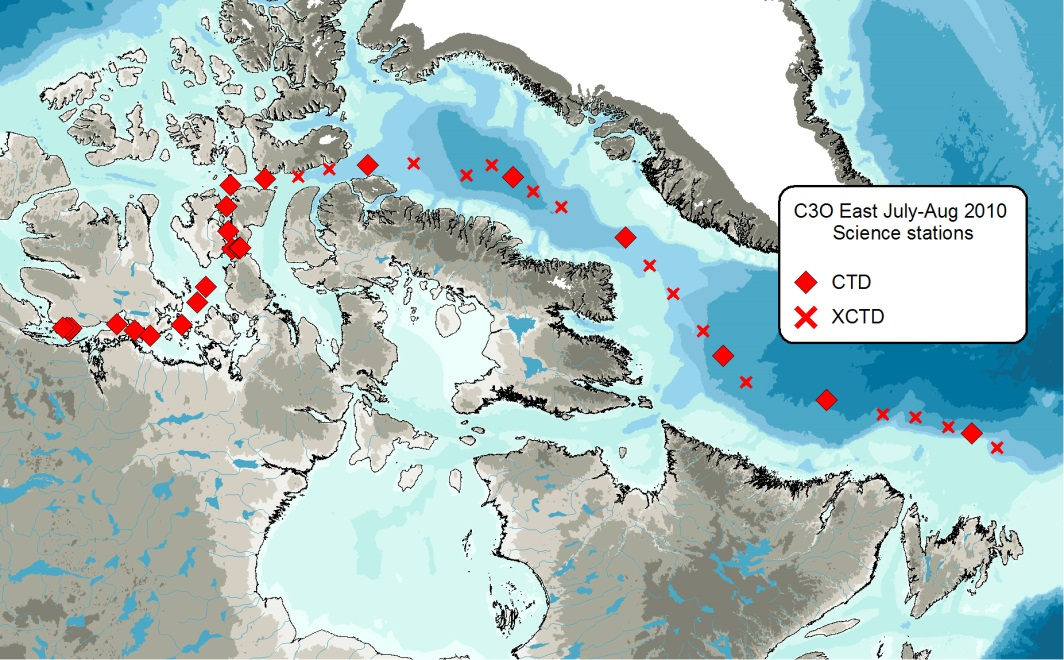 C3O East July-Aug 2010
Science stations
CTD
XCTD